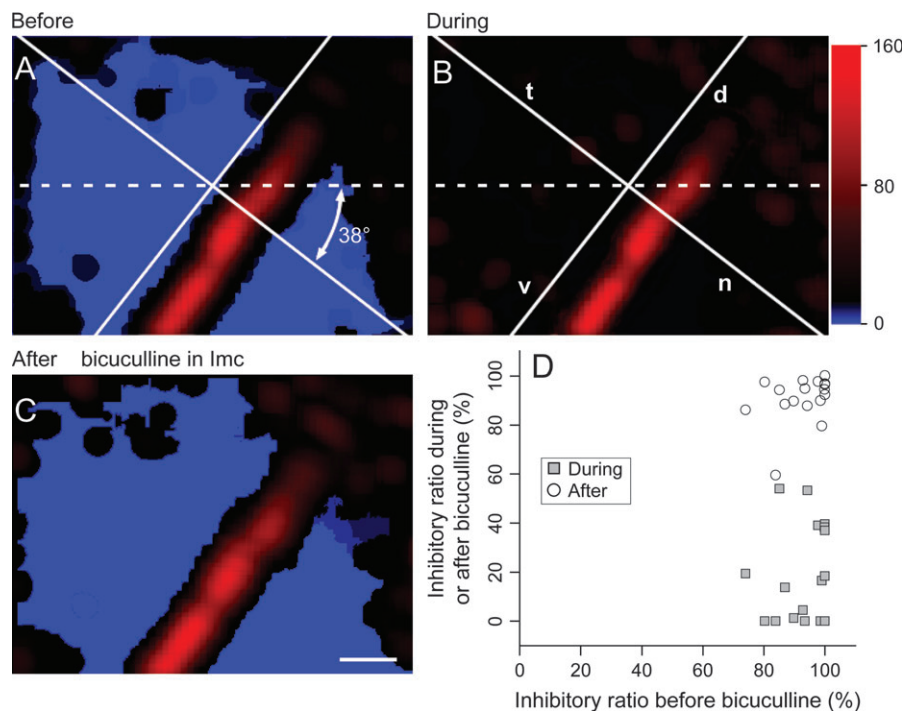 Before
During
A
38°
B
t
d
v
n
160
80
0
After bicuculline in Imc
C
D
Inhibitory ratio during
or after bicuculline (%)
100
80
60
40
20
0
During
After
0 20 40 60 80 100
Inhibitory ratio before bicuculline (%)